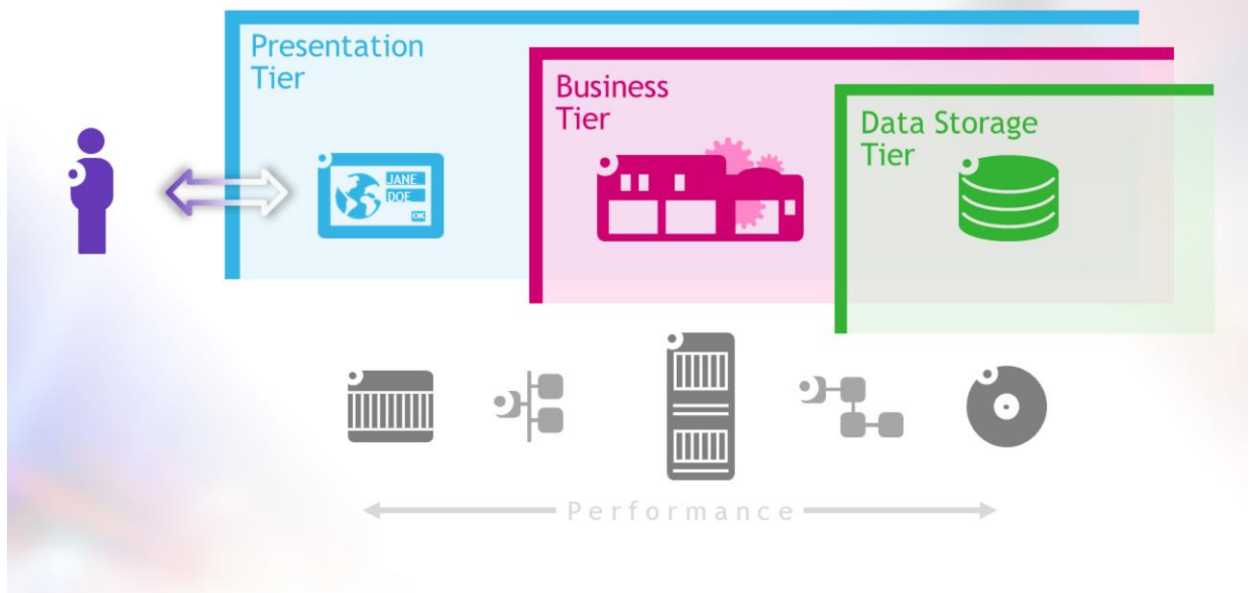 Presentation
Tier
Business
Tier
Data Storage
Tier
JANE
DOE
OK
Performance